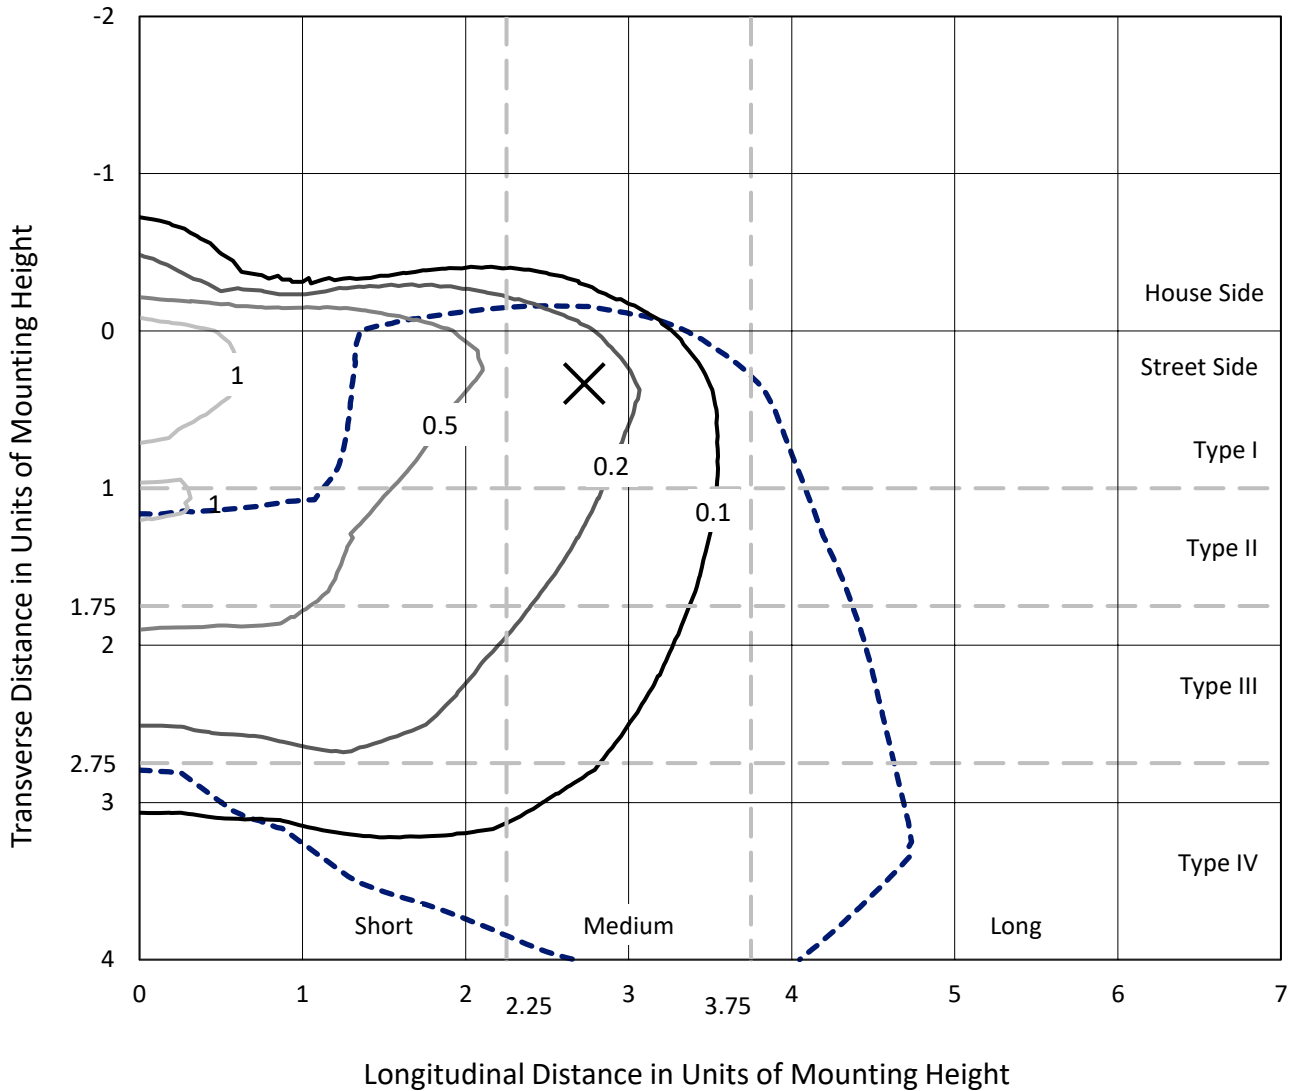 -2
-1
House Side
0
Street Side
1
0.5
Type I
0.2
1
1
0.1
Type II
1.75
2
Type III
2.75
3
Type IV
Short
Medium
Long
4
0
1
2
2.25
3
3.75
4
5
6
7
Transverse Distance in Units of Mounting Height
Longitudinal Distance in Units of Mounting Height